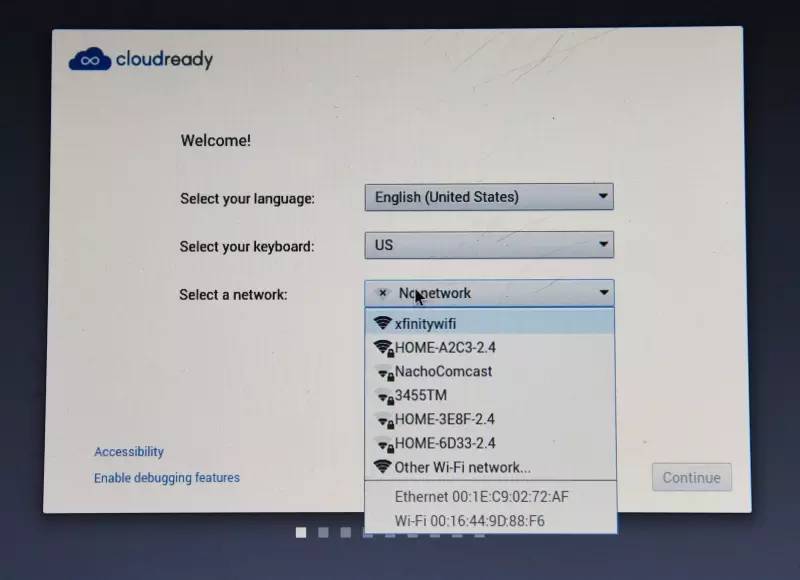 cloudready
Welcome!
Select your language:
English (United States)
Select your keyboard:
US
Select a network:
No network
xfinitywifi
HOME-A2C3-2.4
NachoComcast
3455TM
HOME-3E8F-2.4
HOME-6D33-2.4
Other Wi-Fi network...
Ethernet 00:1E:C9:02:72:AF
Wi-Fi 00:16:44:9D:88:F6
Accessibility
Enable debugging features
Continue